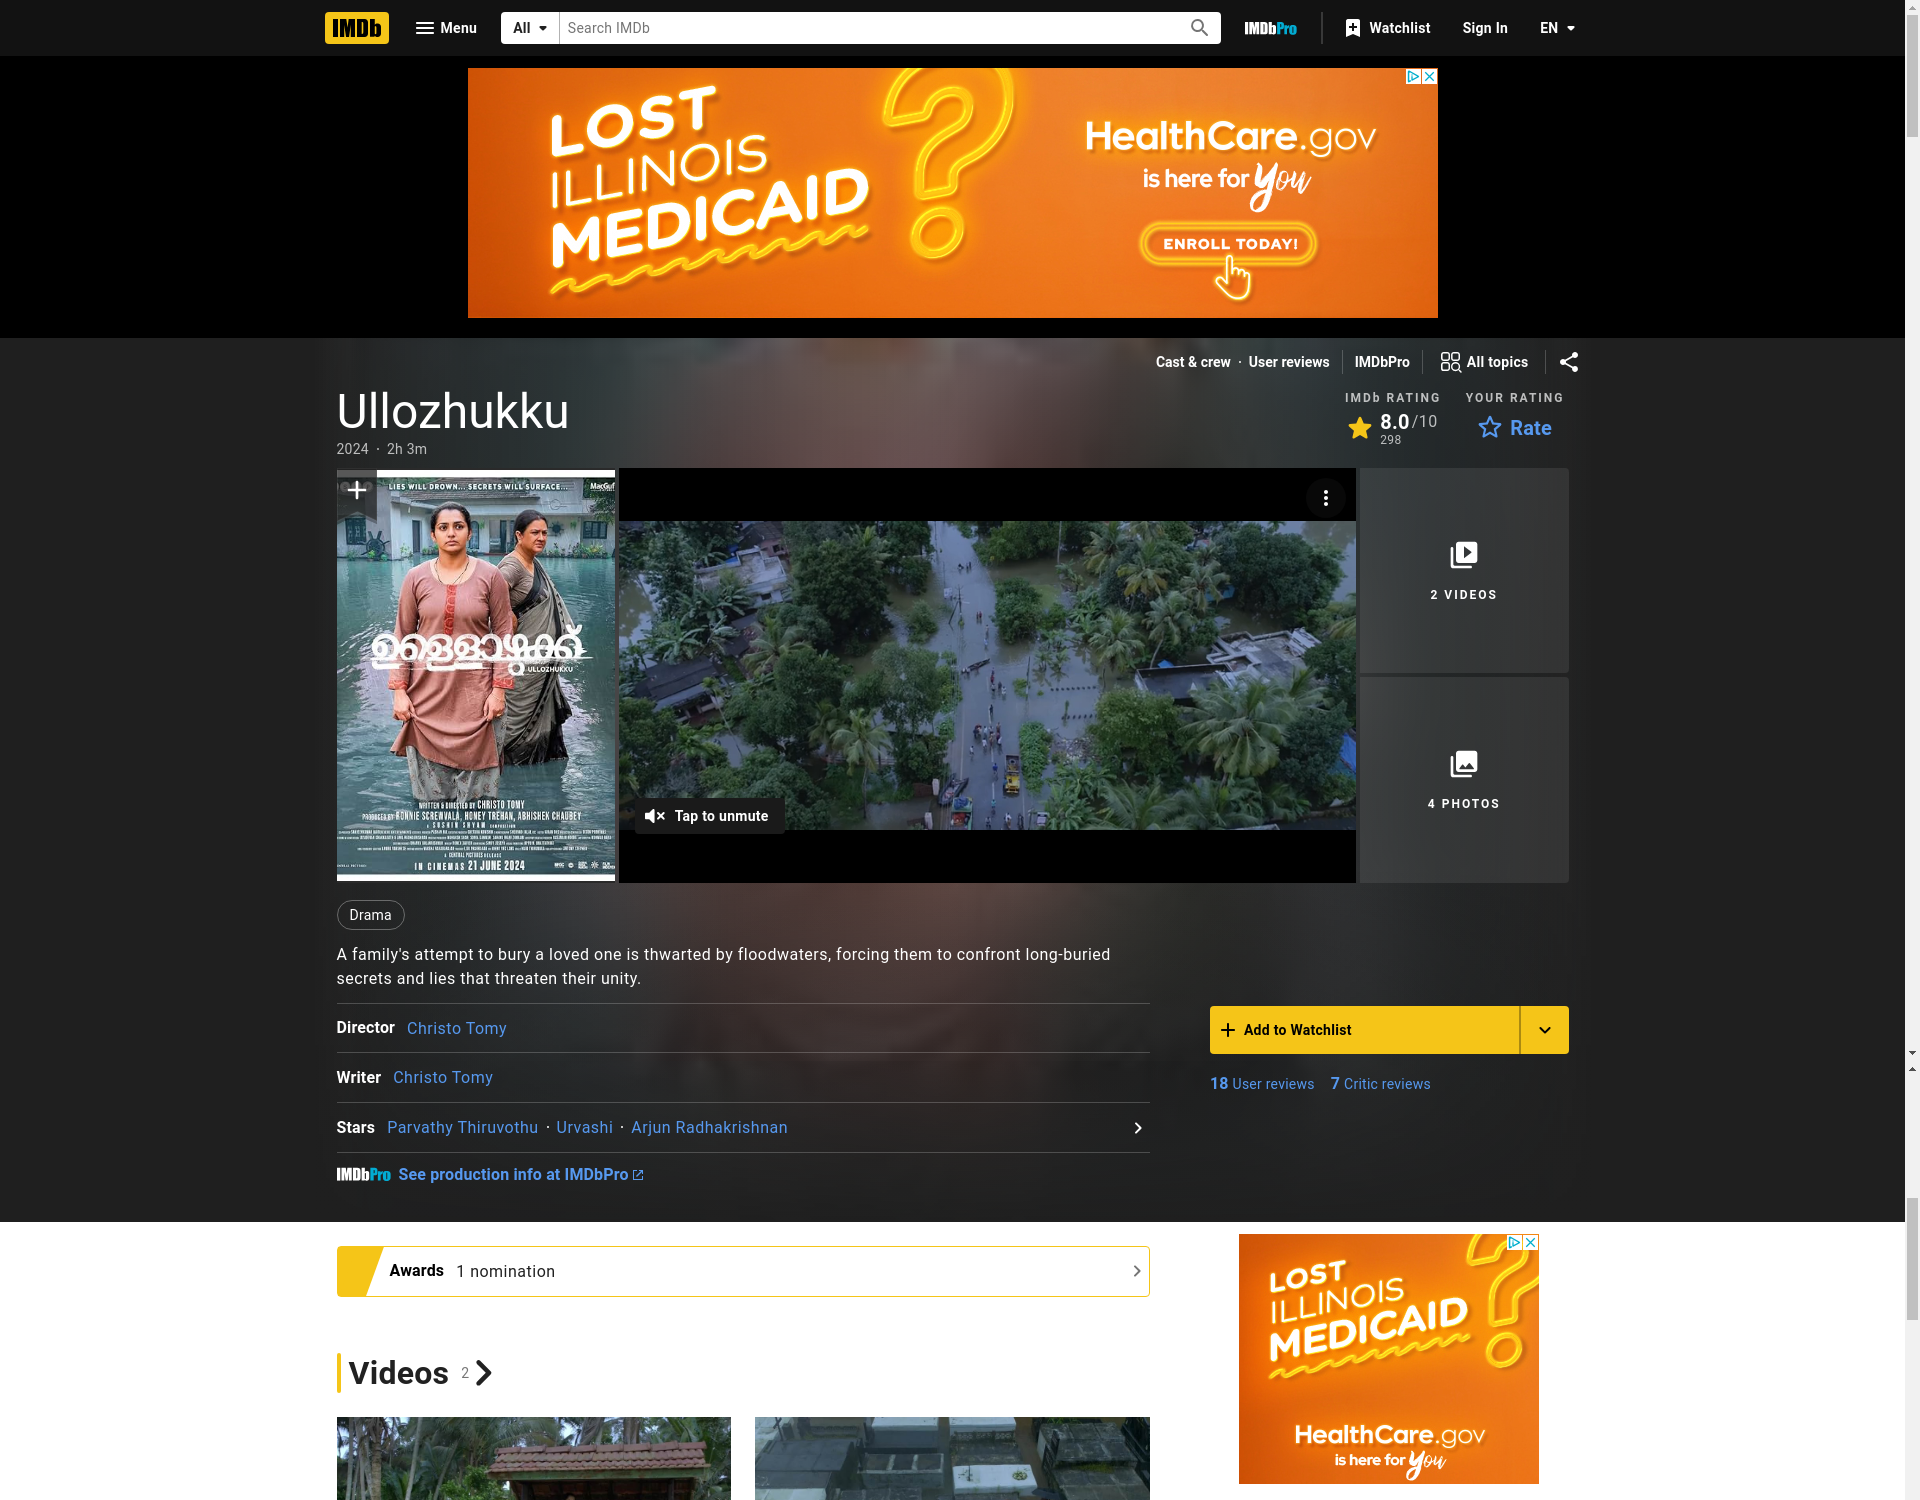 IMDb
Menu
All
Search IMDb
IMDbPro
Watchlist
Sign In
EN
LOST
ILLINOIS
MEDICAID
?
HealthCare.gov
is here for you
ENROLL TODAY!
Cast & crew · User reviews
IMDbPro
All topics
Ullozhukku
2024 · 2h 3m
IMDb RATING
8.0/10
298
YOUR RATING
Rate
LIES WILL DROWN... SECRETS WILL SURFACE...
MacGuf
ഉള്ളൊഴുക്ക്
ULLOZHUKKU
WRITTEN & DIRECTED BY CHRISTO TOMY
PRODUCED BY RONNIE SCREWVALA, HONEY TREHAN, ABHISHEK CHAUBEY
A SUSHIN SHYAM COMPOSITION
A CENTRAL PICTURES RELEASE
IN CINEMAS 21 JUNE 2024
Tap to unmute
2 VIDEOS
4 PHOTOS
Drama
A family's attempt to bury a loved one is thwarted by floodwaters, forcing them to confront long-buried
secrets and lies that threaten their unity.
Director Christo Tomy
Writer Christo Tomy
Stars Parvathy Thiruvothu · Urvashi · Arjun Radhakrishnan
IMDbPro See production info at IMDbPro
Add to Watchlist
18 User reviews 7 Critic reviews
Awards 1 nomination
Videos 2
LOST
ILLINOIS
MEDICAID
?
HealthCare.gov
is here for you